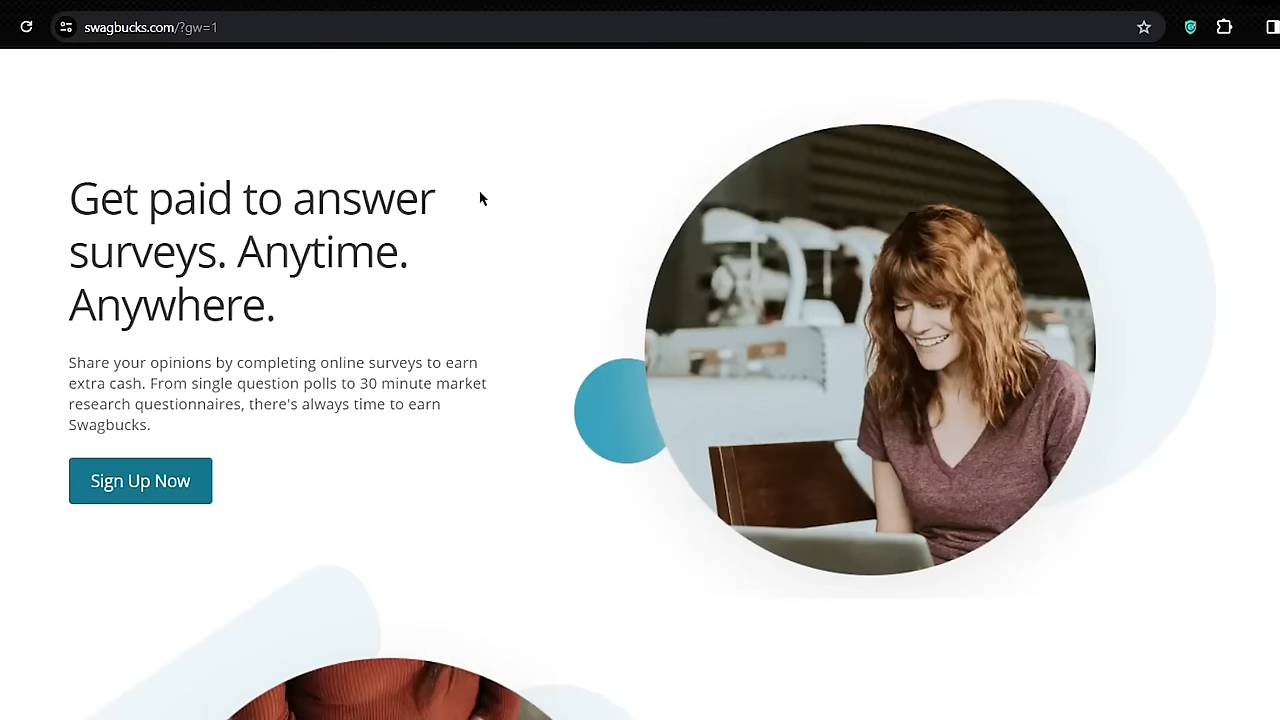 swagbucks.com/?gw=1
Get paid to answer
surveys. Anytime.
Anywhere.
Share your opinions by completing online surveys to earn
extra cash. From single question polls to 30 minute market
research questionnaires, there's always time to earn
Swagbucks.
Sign Up Now